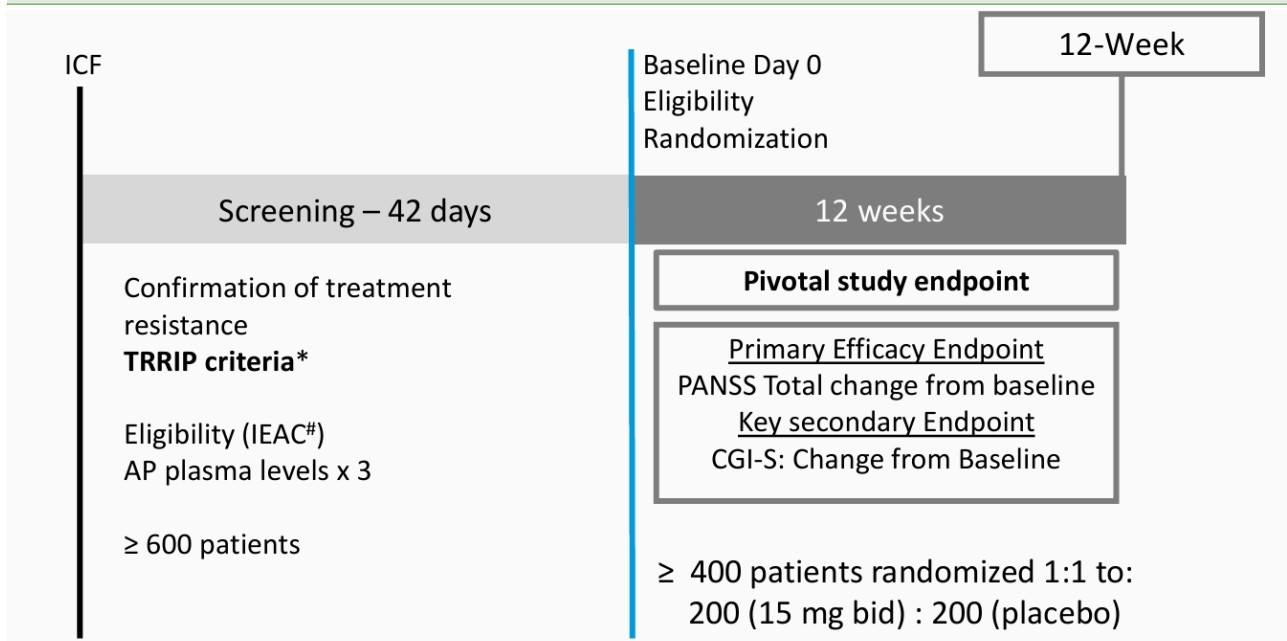 ICF
Baseline Day 0
Eligibility
Randomization
12-Week
Screening – 42 days
12 weeks
Confirmation of treatment
resistance
TRRIP criteria*
Eligibility (IEAC#)
AP plasma levels x 3
≥ 600 patients
Pivotal study endpoint
Primary Efficacy Endpoint
PANSS Total change from baseline
Key secondary Endpoint
CGI-S: Change from Baseline
≥ 400 patients randomized 1:1 to:
200 (15 mg bid) : 200 (placebo)